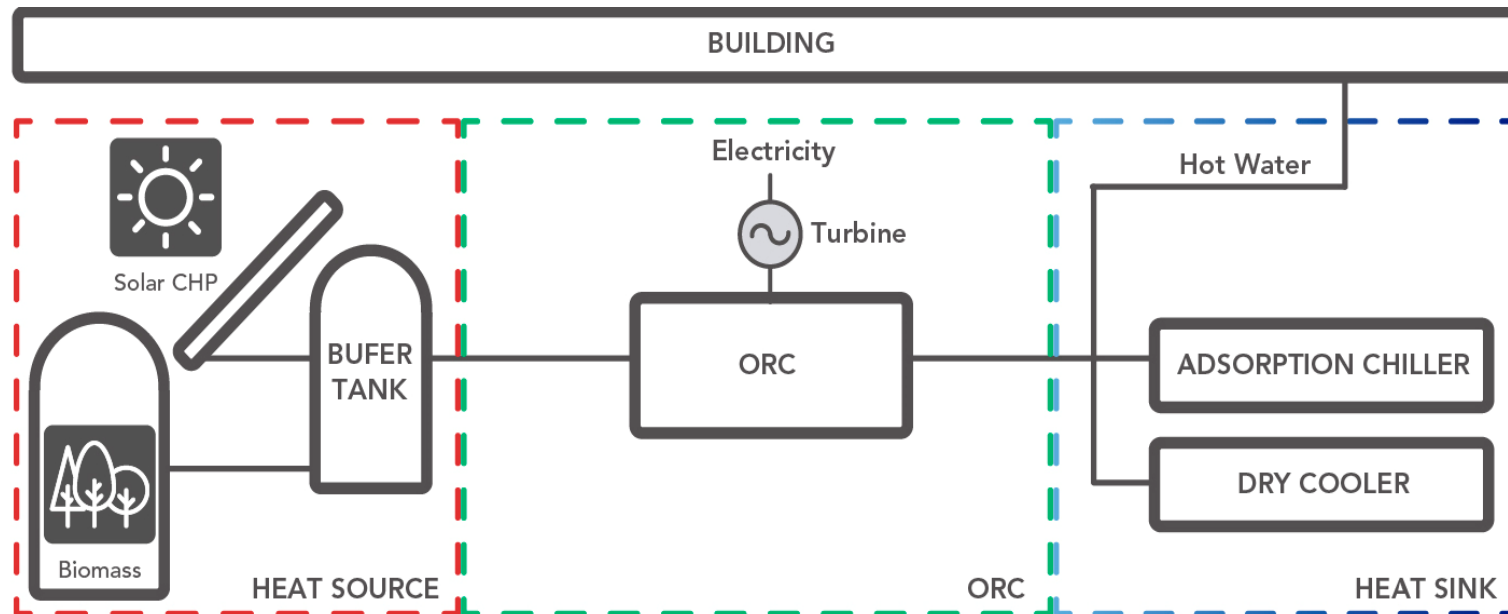 BUILDING
Electricity
Hot Water
Turbine
Solar CHP
BUFER
TANK
ORC
ADSORPTION CHILLER
DRY COOLER
Biomass
HEAT SOURCE
ORC
HEAT SINK